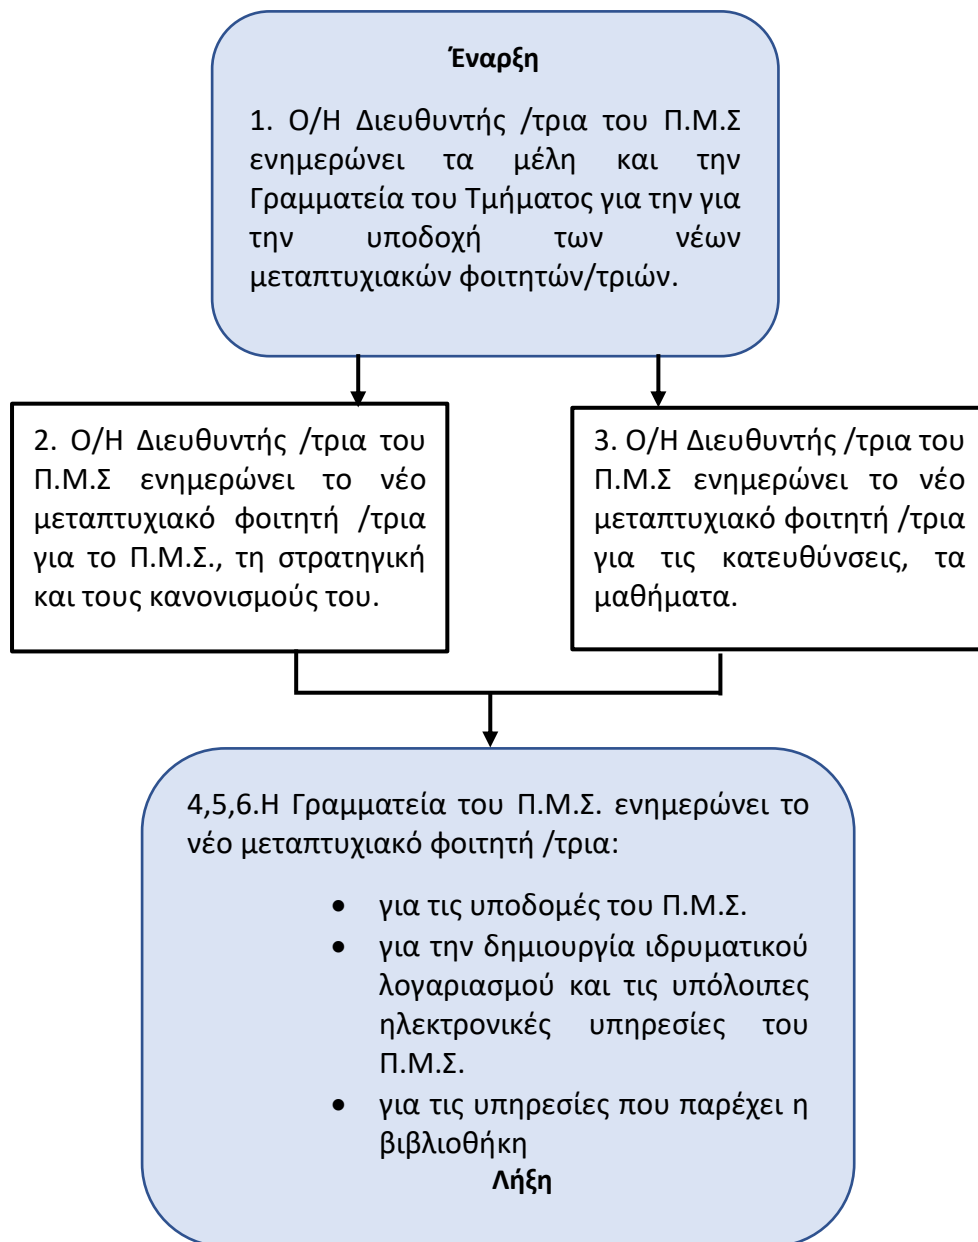 Έναρξη
1. Ο/Η Διευθυντής /τρια του Π.Μ.Σ
ενημερώνει τα μέλη και την
Γραμματεία του Τμήματος για την για
την υποδοχή των νέων
μεταπτυχιακών φοιτητών/τριών.
2. Ο/Η Διευθυντής /τρια του
Π.Μ.Σ ενημερώνει το νέο
μεταπτυχιακό φοιτητή /τρια
για το Π.Μ.Σ., τη στρατηγική
και τους κανονισμούς του.
3. Ο/Η Διευθυντής /τρια του
Π.Μ.Σ ενημερώνει το νέο
μεταπτυχιακό φοιτητή /τρια
για τις κατευθύνσεις, τα
μαθήματα.
4,5,6.Η Γραμματεία του Π.Μ.Σ. ενημερώνει το
νέο μεταπτυχιακό φοιτητή /τρια:
• για τις υποδομές του Π.Μ.Σ.
• για την δημιουργία ιδρυματικού
λογαριασμού και τις υπόλοιπες
ηλεκτρονικές υπηρεσίες του
Π.Μ.Σ.
• για τις υπηρεσίες που παρέχει η
βιβλιοθήκη
Λήξη